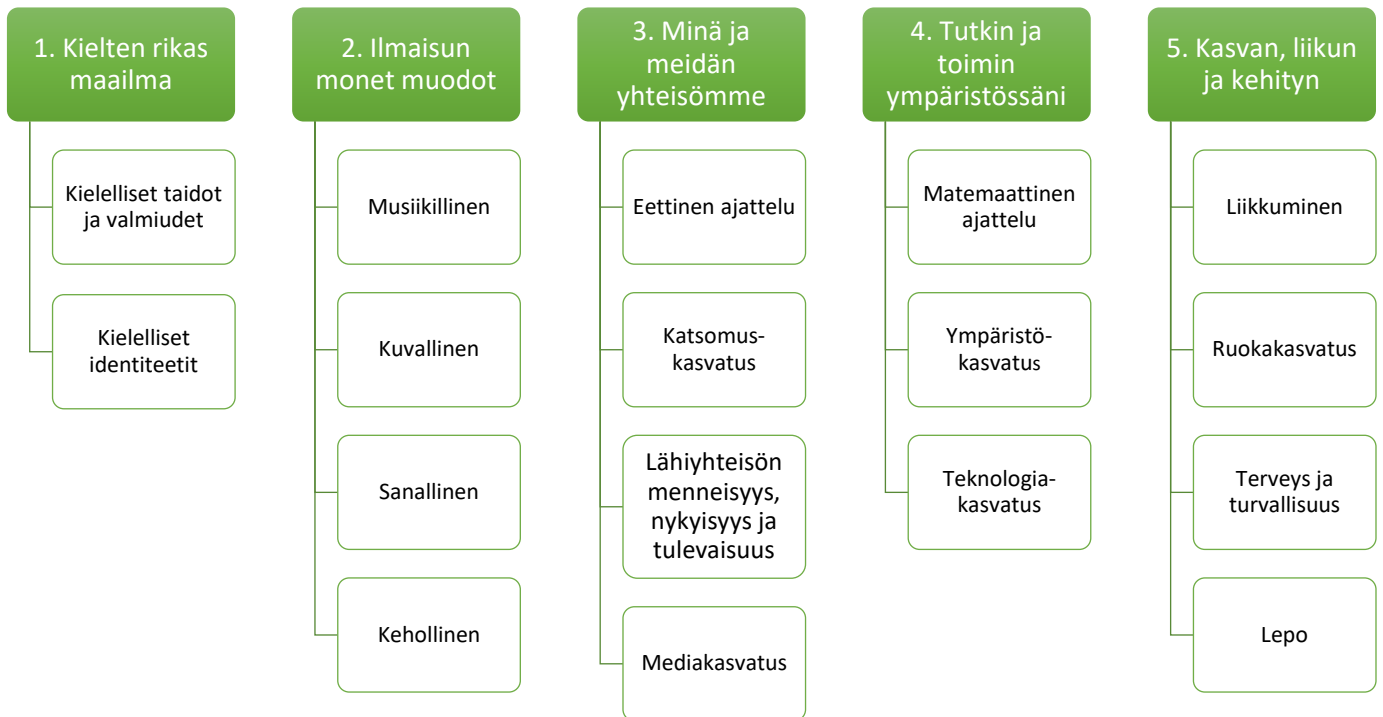 1. Kielten rikas
maailma
Kielelliset taidot
ja valmiudet
Kielelliset
identiteetit
2. Ilmaisun
monet muodot
Musiikillinen
Kuvallinen
Sanallinen
Kehollinen
3. Minä ja
meidän
yhteisömme
Eettinen ajattelu
Katsomus-
kasvatus
Lähiyhteisön
menneisyys,
nykyisyys ja
tulevaisuus
Mediakasvatus
4. Tutkin ja
toimin
ympäristössäni
Matemaattinen
ajattelu
Ympäristö-
kasvatus
Teknologia-
kasvatus
5. Kasvan, liikun
ja kehityn
Liikkuminen
Ruokakasvatus
Terveys ja
turvallisuus
Lepo